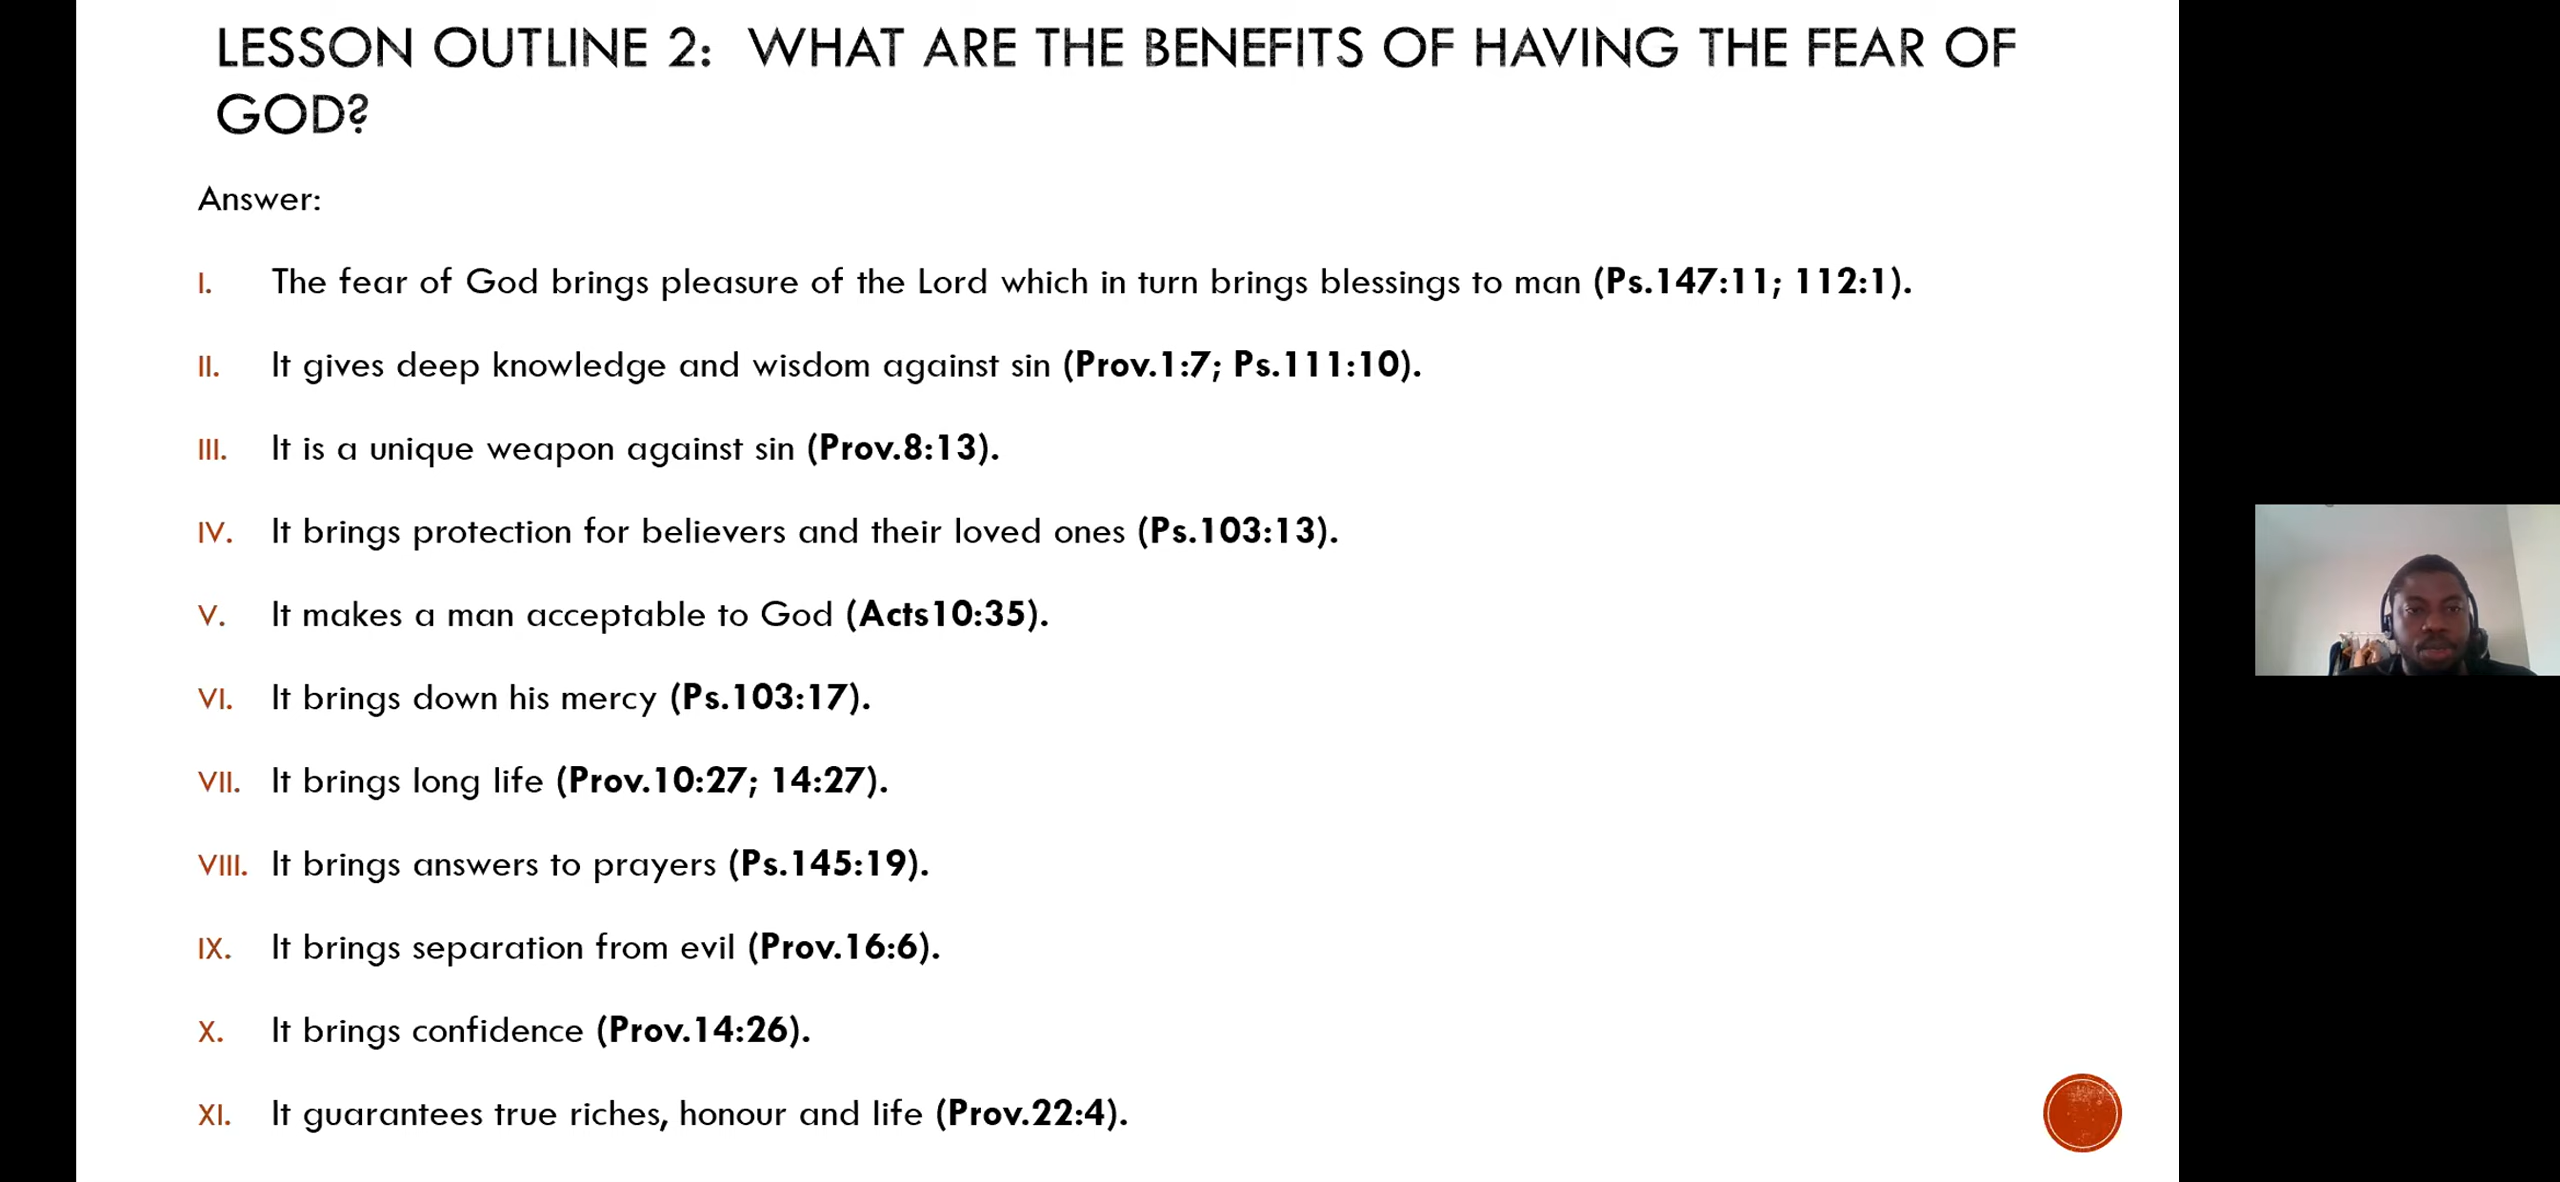 LESSON OUTLINE 2: WHAT ARE THE BENEFITS OF HAVING THE FEAR OF
GOD?
Answer:
I. The fear of God brings pleasure of the Lord which in turn brings blessings to man (Ps.147:11; 112:1).
II. It gives deep knowledge and wisdom against sin (Prov.1:7; Ps.111:10).
III. It is a unique weapon against sin (Prov.8:13).
IV. It brings protection for believers and their loved ones (Ps.103:13).
V. It makes a man acceptable to God (Acts10:35).
VI. It brings down his mercy (Ps.103:17).
VII. It brings long life (Prov.10:27; 14:27).
VIII. It brings answers to prayers (Ps.145:19).
IX. It brings separation from evil (Prov.16:6).
X. It brings confidence (Prov.14:26).
XI. It guarantees true riches, honour and life (Prov.22:4).